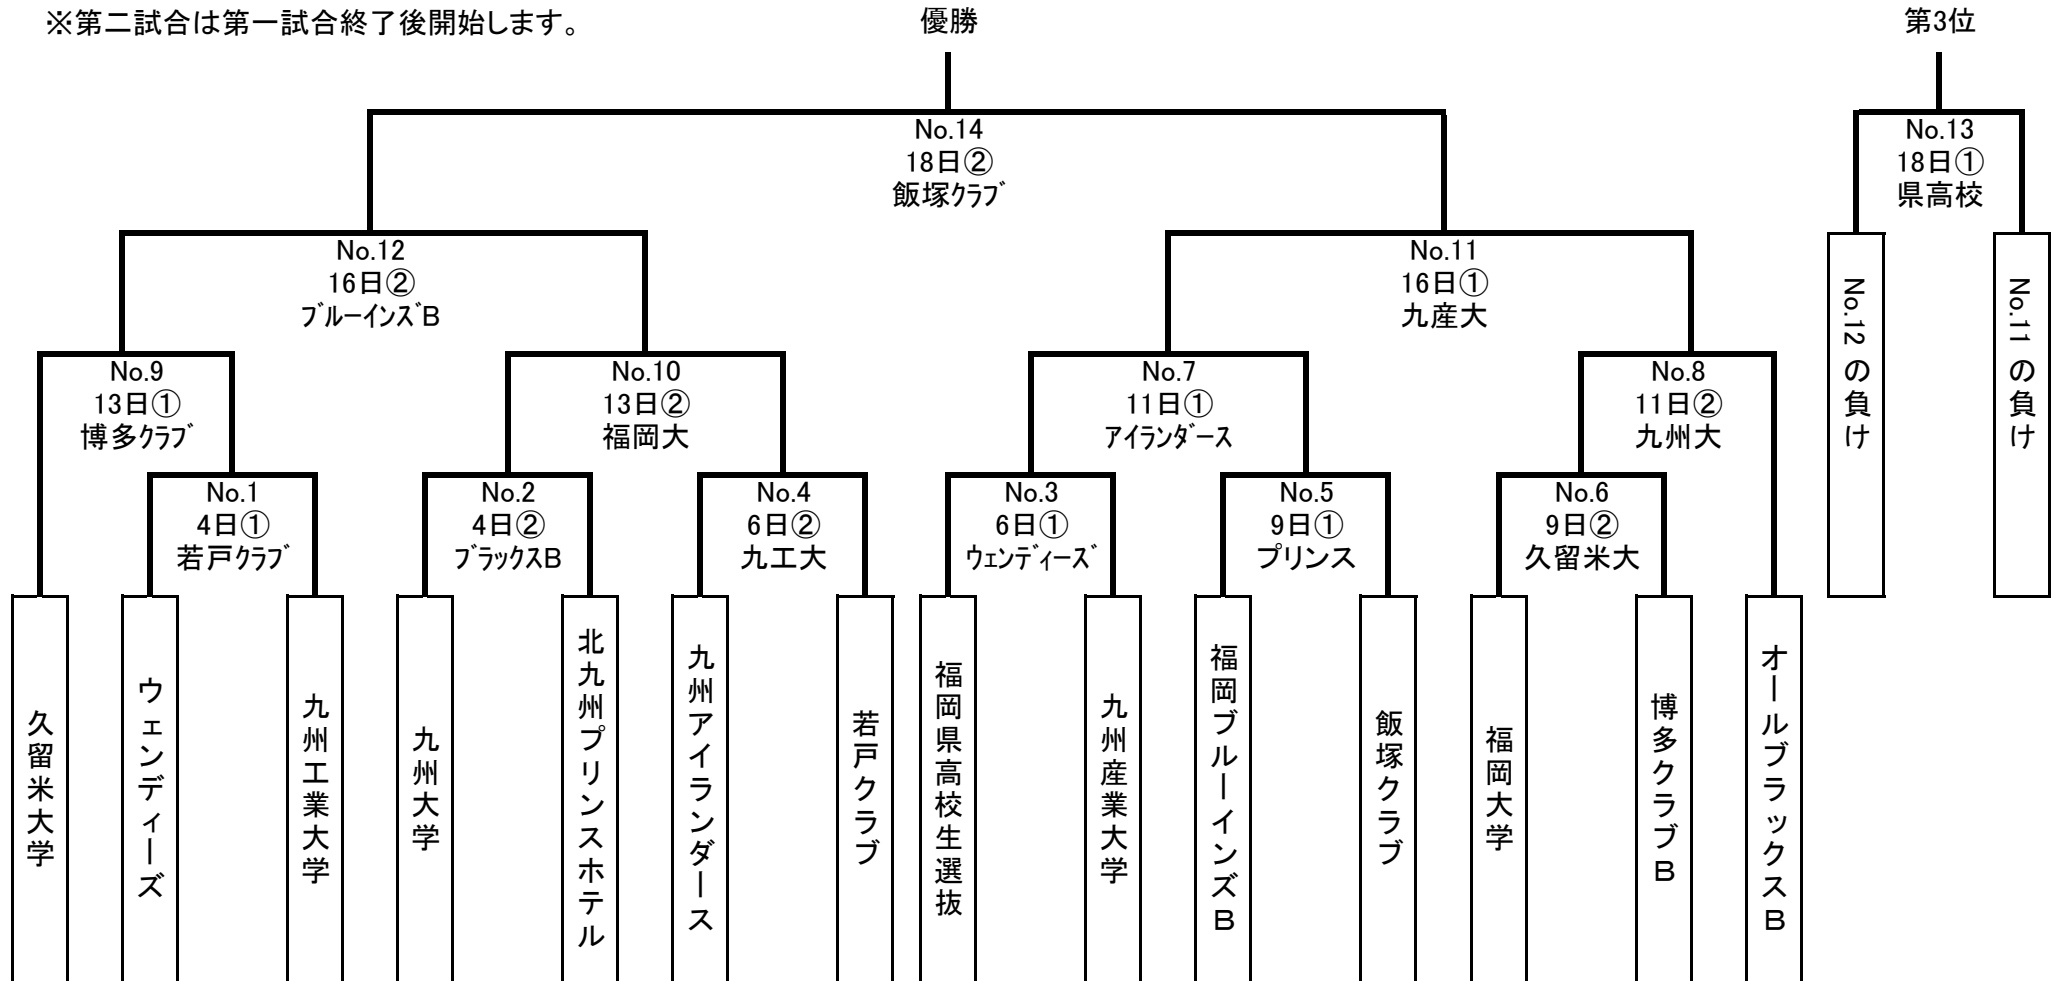 ※第二試合は第一試合終了後開始します。
優勝
第3位
No.14
18日②
飯塚ｸﾗﾌﾞ
No.13
18日①
県高校
No.12
16日②
ﾌﾞﾙｰｲﾝｽﾞB
No.11
16日①
九産大
No.12 の負け
No.11 の負け
No.9
13日①
博多ｸﾗﾌﾞ
No.10
13日②
福岡大
No.7
11日①
ｱｲﾗﾝﾀﾞｰｽ
No.8
11日②
九州大
No.1
4日①
若戸ｸﾗﾌﾞ
No.2
4日②
ﾌﾞﾗｯｸｽB
No.4
6日②
九工大
No.3
6日①
ｳｪﾝﾃﾞｨｰｽﾞ
No.5
9日①
プリンス
No.6
9日②
久留米大
久留米大学
ウェンディーズ
九州工業大学
九州大学
北九州プリンスホテル
九州アイランダース
若戸クラブ
福岡県高校生選抜
九州産業大学
福岡ブルーインズB
飯塚クラブ
福岡大学
博多クラブB
オールブラックスB